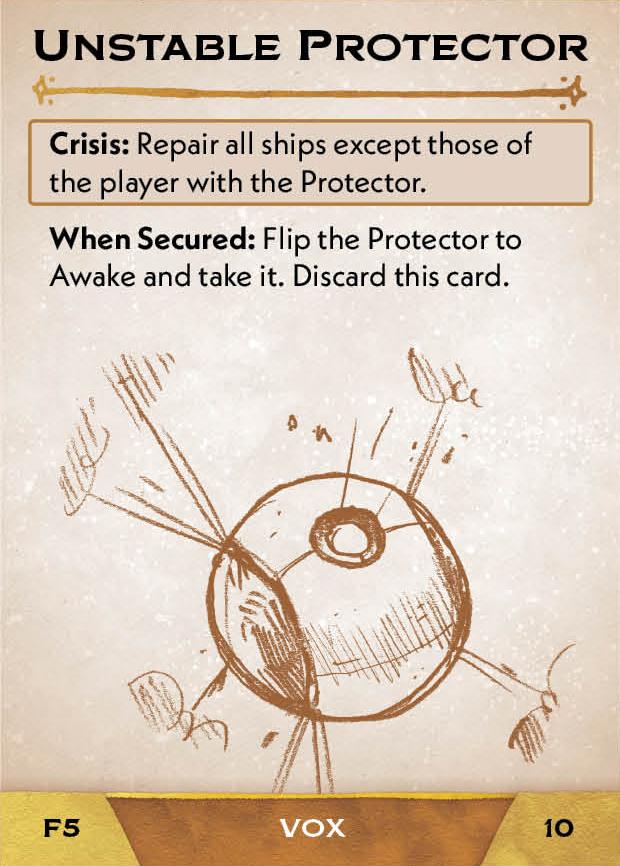 UNSTABLE PROTECTOR
Crisis: Repair all ships except those of
the player with the Protector.
When Secured: Flip the Protector to
Awake and take it. Discard this card.
F5 VOX 10